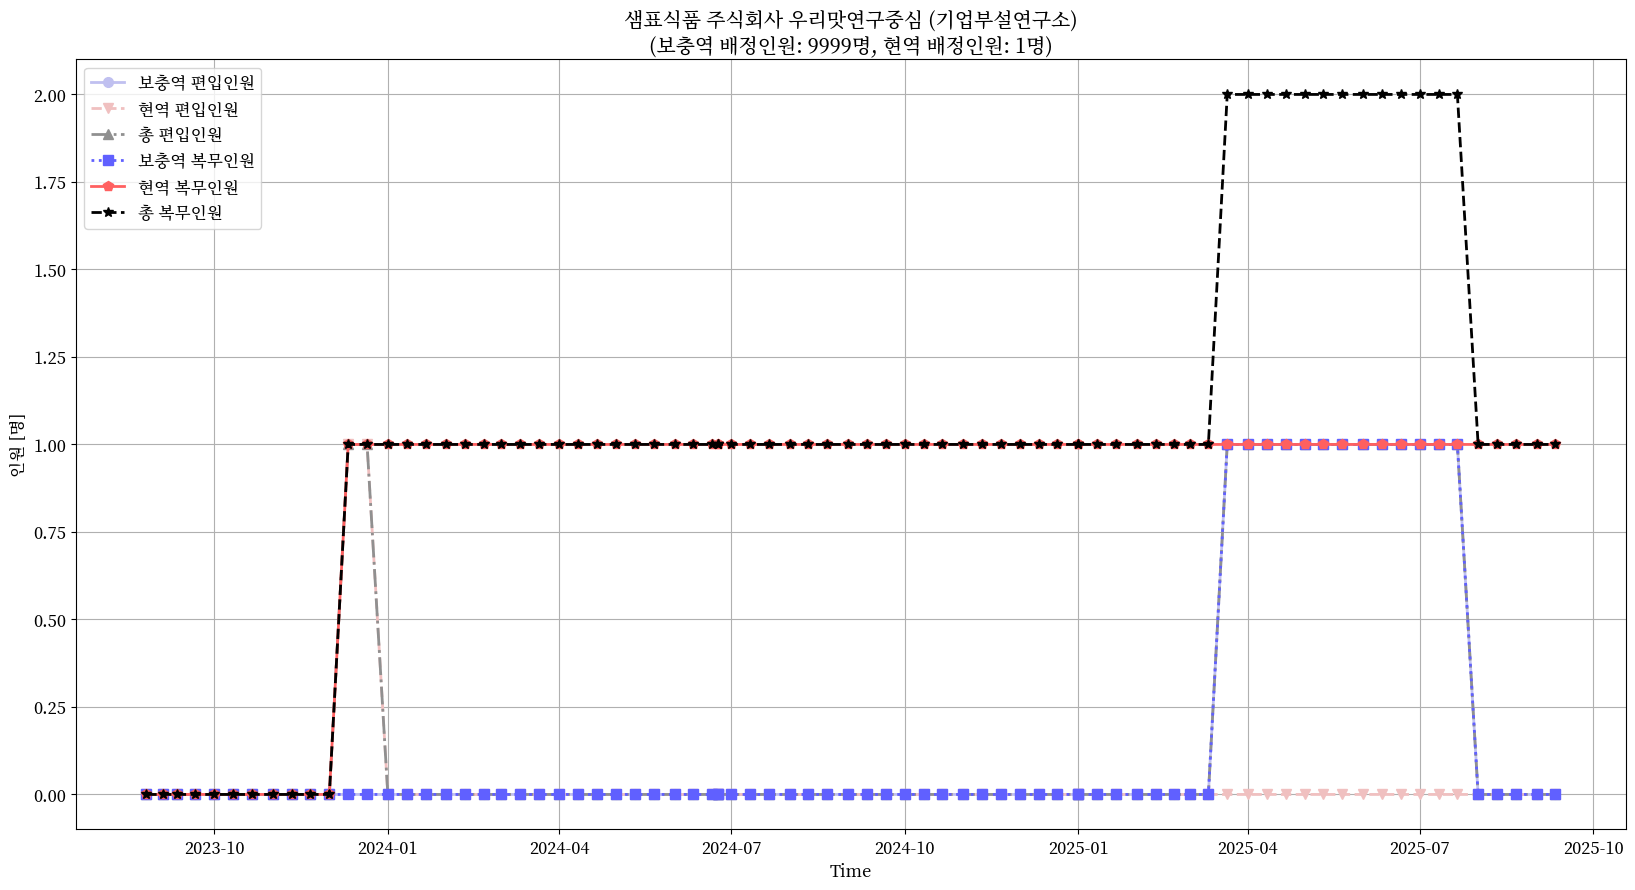 샘표식품 주식회사 우리맛연구중심 (기업부설연구소)
(보충역 배정인원: 9999명, 현역 배정인원: 1명)
보충역 편입인원
현역 편입인원
총 편입인원
보충역 복무인원
현역 복무인원
총 복무인원
2.00
1.75
1.50
1.25
1.00
0.75
0.50
0.25
0.00
인원 [명]
2023-10
2024-01
2024-04
2024-07
2024-10
2025-01
2025-04
2025-07
2025-10
Time